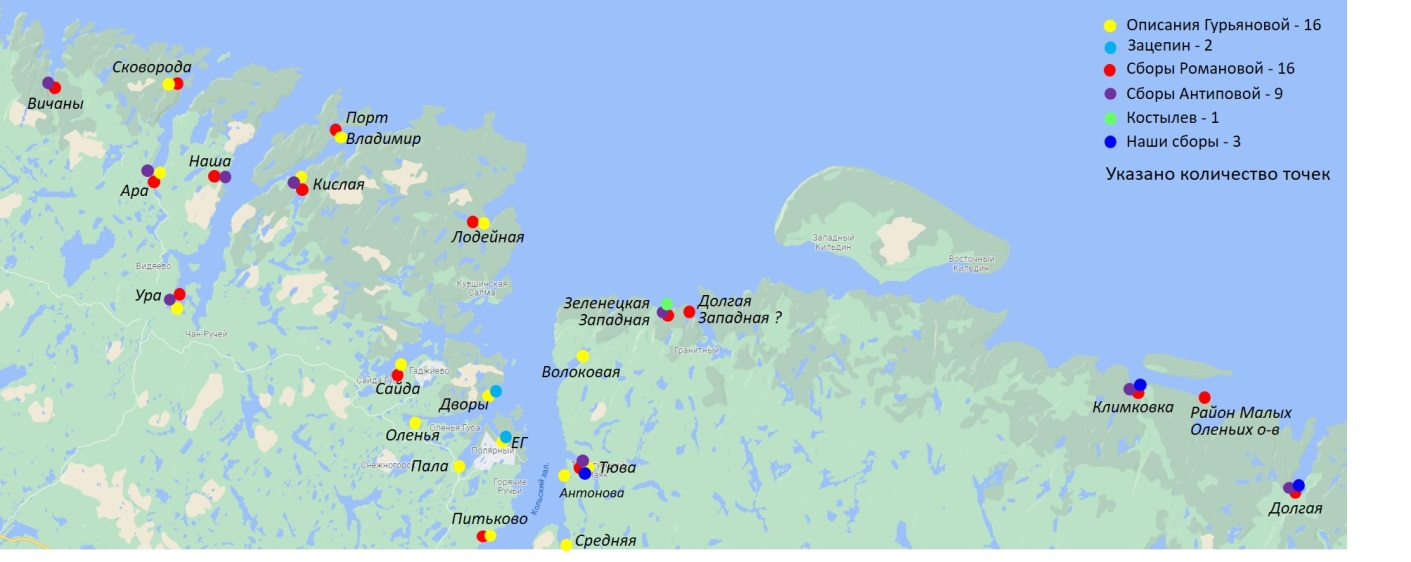 Описания Гурьяновой - 16
Зацепин - 2
Сборы Романовой - 16
Сборы Антиповой - 9
Костылев - 1
Наши сборы - 3
Указано количество точек
Сковорода
Вичаны
Порт
Владимир
Наша
Ара
Кислая
Лодейная
Западный
Кильдин
Восточный
Кильдин
Видяево
Ура
Кувшинская
Салма
Чан-Ручей
Зеленецкая
Западная
Долгая
Западная ?
Гранитный
Волоковая
Гаджиево
Сайда
Дворы
Климковка
Район Малых
Оленьих о-в
Оленья
Оленья Губа
ЕГ
Полярный
Снежногорс
Пала
Тюва
Горячие
Ручьи
Кольский зал.
Антонова
Долгая
Питьково
Средняя